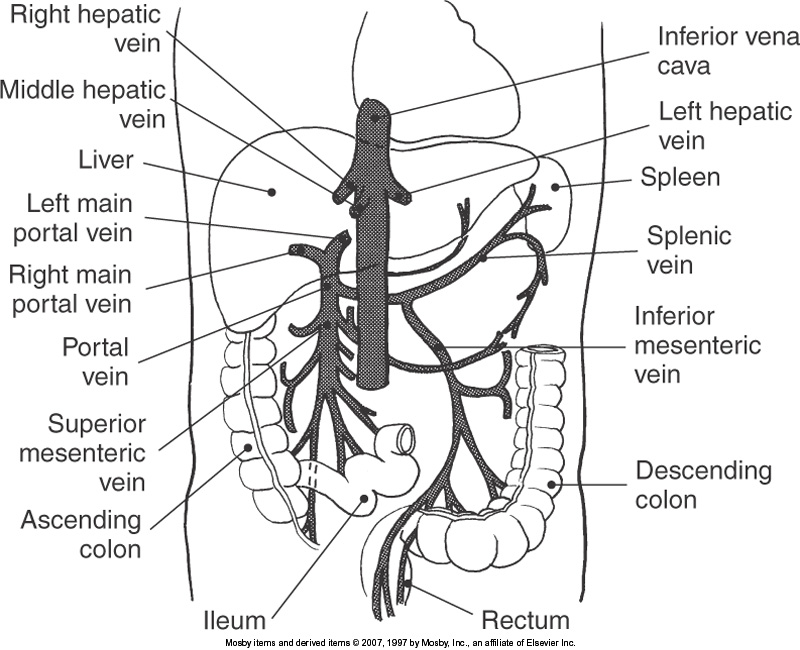 Right hepatic
vein
Middle hepatic
vein
Liver
Left main
portal vein
Right main
portal vein
Portal
vein
Superior
mesenteric
vein
Ascending
colon
Ileum
Inferior vena
cava
Left hepatic
vein
Spleen
Splenic
vein
Inferior
mesenteric
vein
Descending
colon
Rectum
Mosby items and derived items © 2007, 1997 by Mosby, Inc., an affiliate of Elsevier Inc.